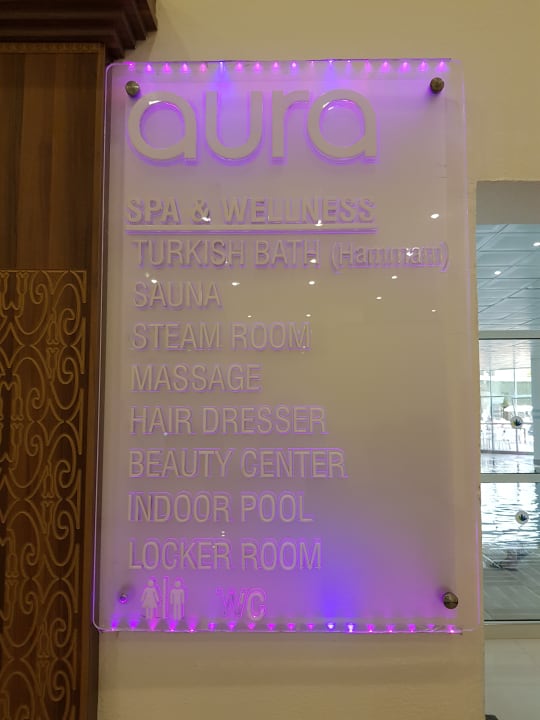 aura
SPA & WELLNESS
TURKISH BATH (Hammam)
SAUNA
STEAM ROOM
MASSAGE
HAIR DRESSER
BEAUTY CENTER
INDOOR POOL
LOCKER ROOM
WC